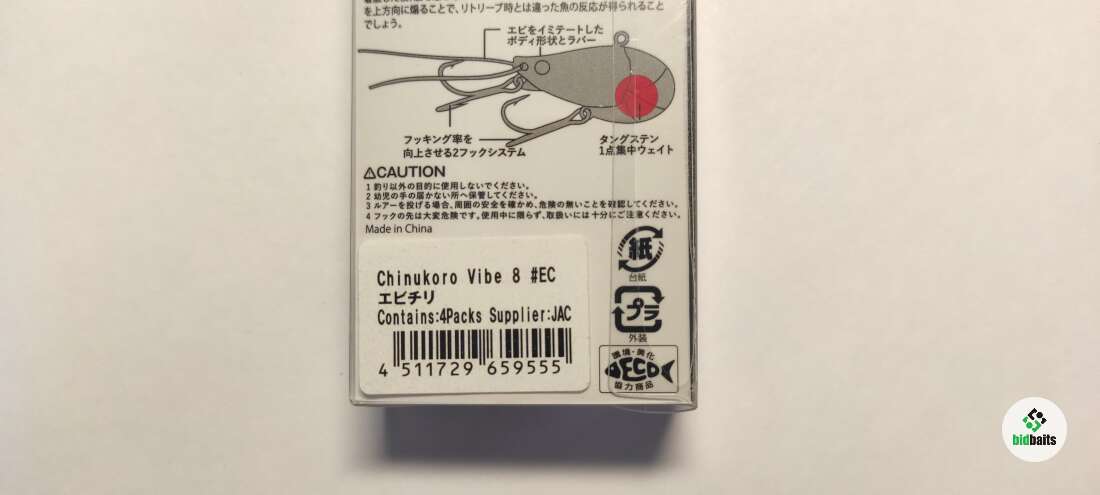 を上方向に煽ることで、リトリーブ時とは違った魚の反応が得られること
でしょう。
エビをイミテートした
ボディ形状とラバー
フッキング率を
向上させる2フックシステム
タングステン
1点集中ウェイト
⚠CAUTION
1 釣り以外の目的に使用しないでください。
2 幼児の手の届かない所へ保管してください。
3 ルアーを投げる場合、周囲の安全を確かめ、危険の無いことを確認してください。
4 フックの先は大変危険です。使用中に限らず、取扱いには十分にご注意ください。
Made in China
Chinukoro Vibe 8 #EC
エビチリ
Contains:4Packs Supplier:JAC
4 511729 659555
紙
台紙
プラ
外装
環境・美化
ECO
協力商品
bidbaits